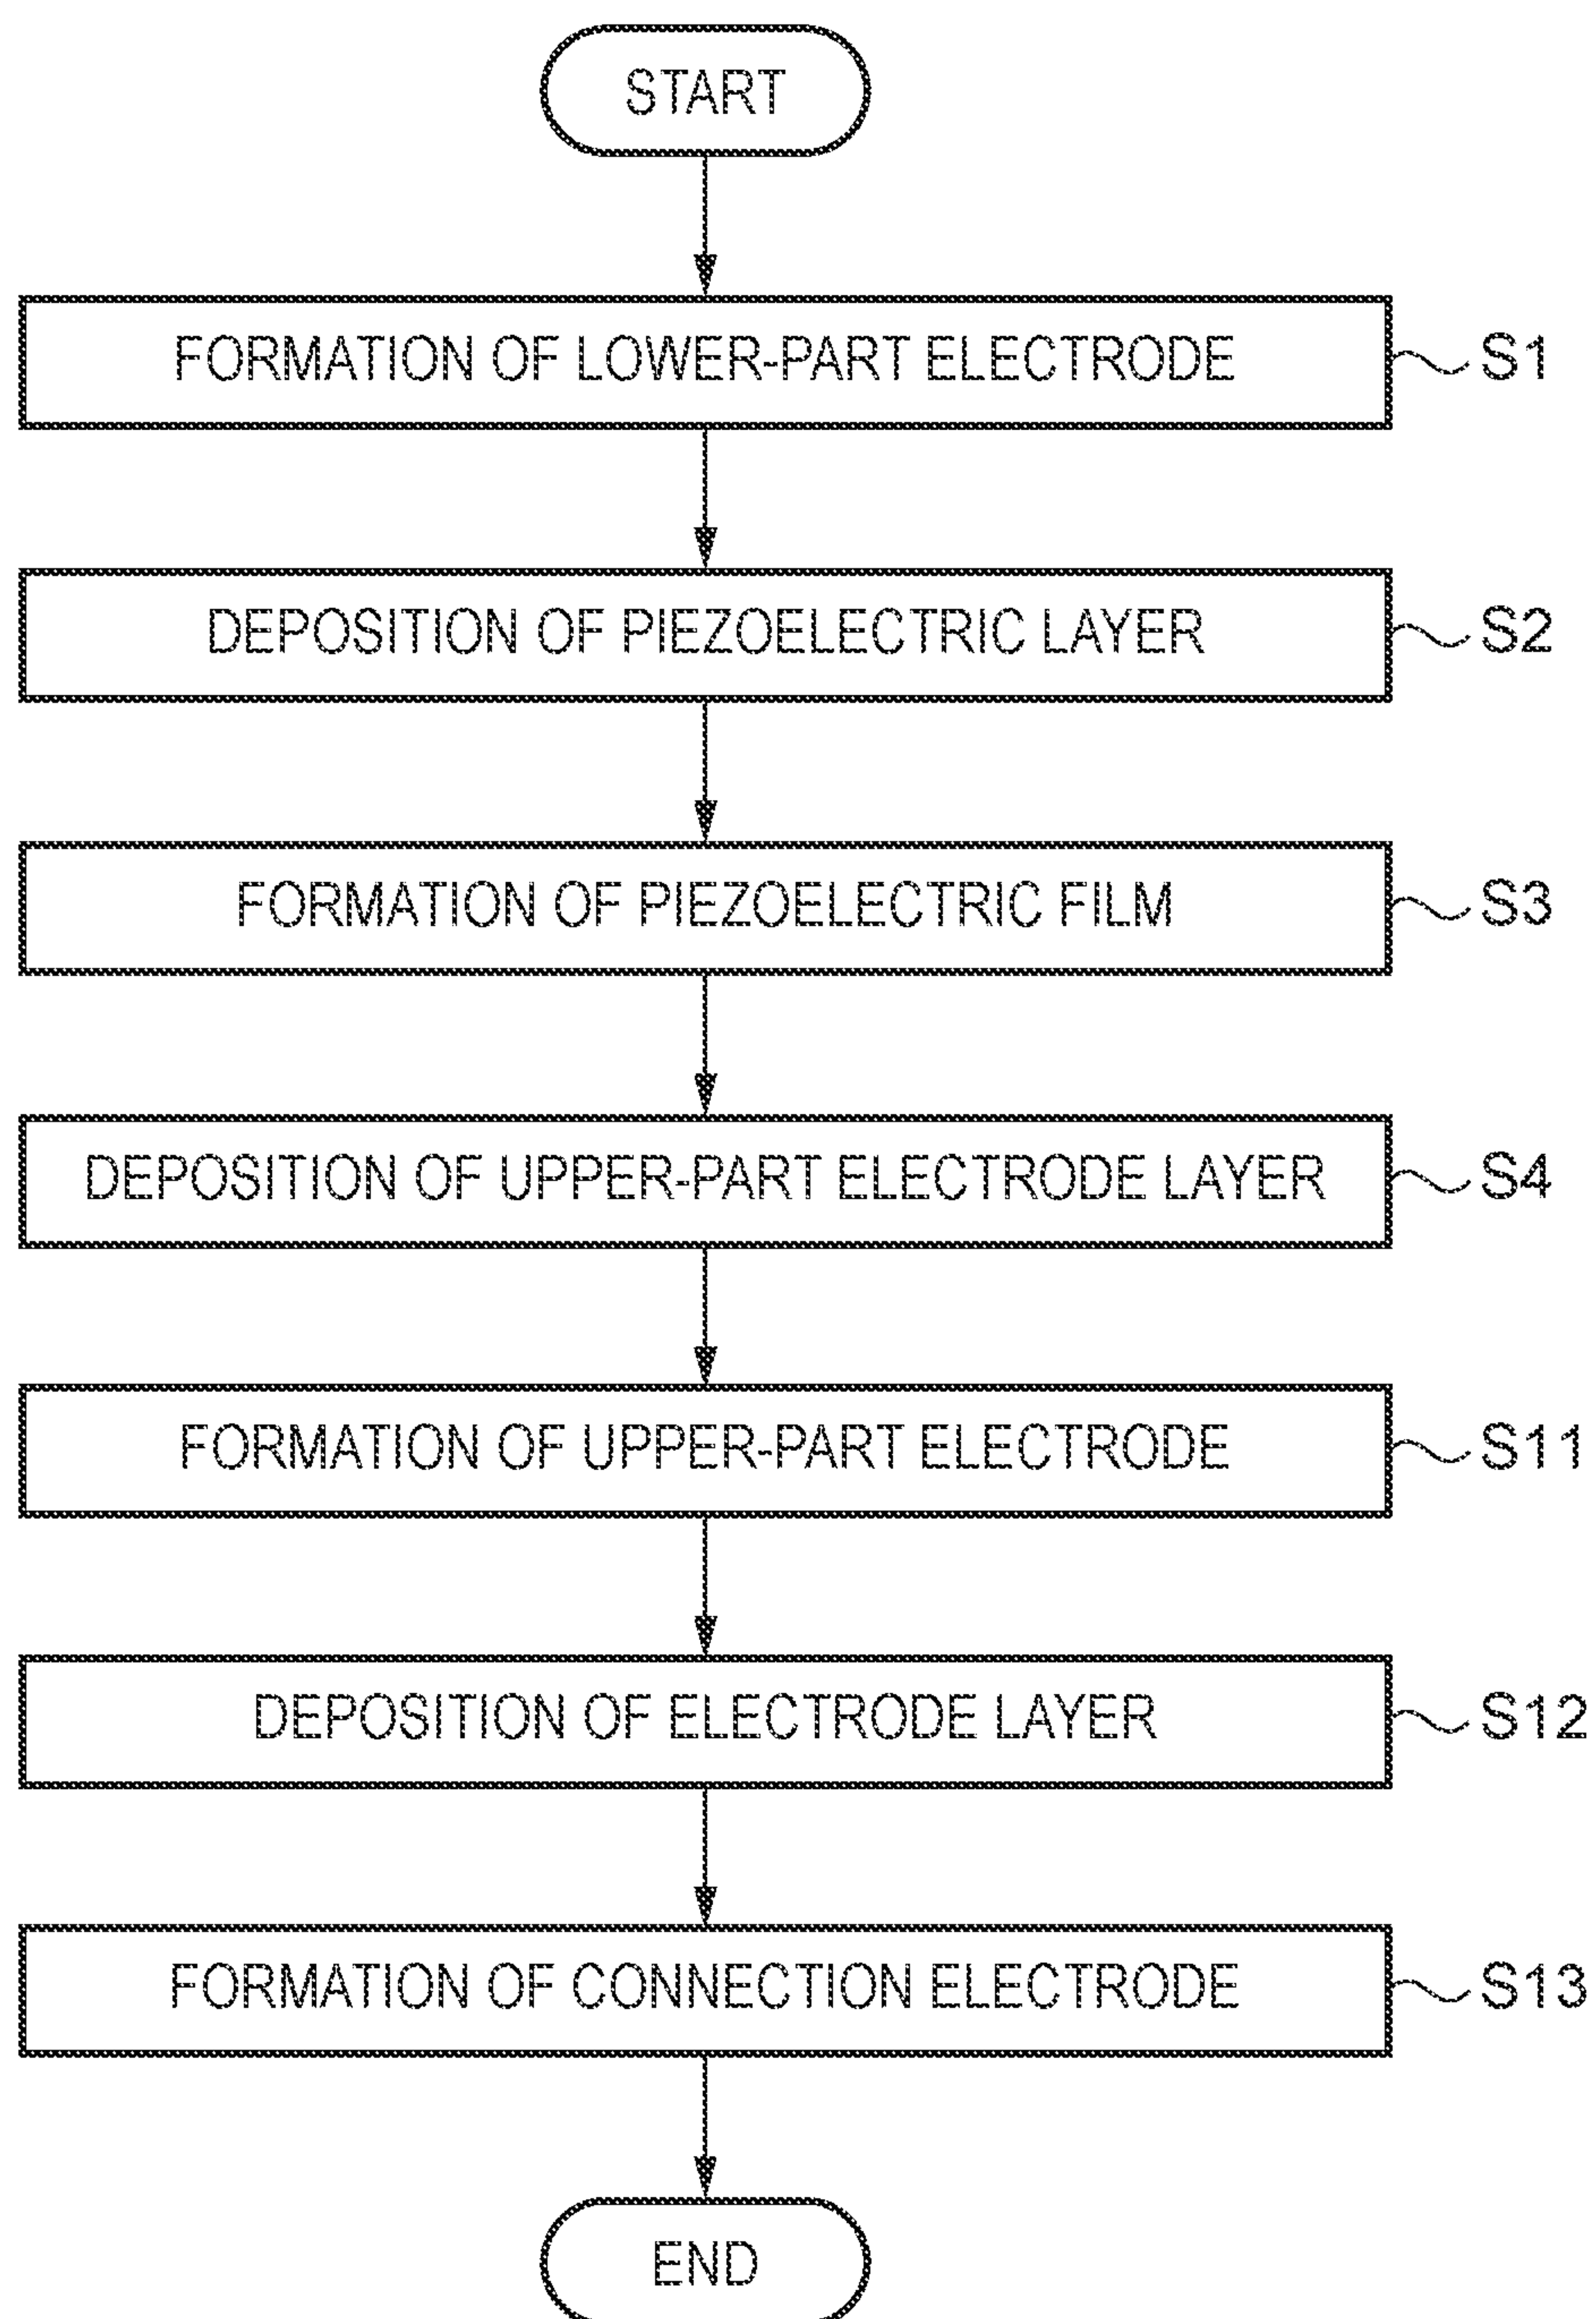 START
FORMATION OF LOWER-PART ELECTRODE S1
DEPOSITION OF PIEZOELECTRIC LAYER S2
FORMATION OF PIEZOELECTRIC FILM S3
DEPOSITION OF UPPER-PART ELECTRODE LAYER S4
FORMATION OF UPPER-PART ELECTRODE S11
DEPOSITION OF ELECTRODE LAYER S12
FORMATION OF CONNECTION ELECTRODE S13
END